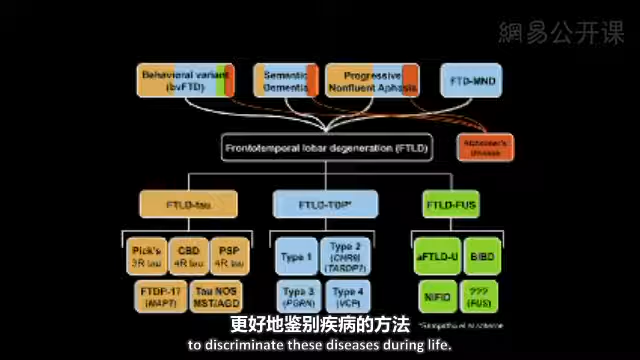 網易公开课
Behavioral variant
(bvFTD)
Semantic
Dementia
Progressive
Nonfluent Aphasia
FTD-MND
Frontotemporal lobar degeneration (FTLD)
Alzheimer's
Disease
FTLD-tau
FTLD-TDP*
FTLD-FUS
Pick's
3R tau
CBD
4R tau
PSP
4R tau
Type 1
Type 2
(CHR9)
(TARDP?)
aFTLD-U
BIBD
FTDP-17
(MAPT)
Tau NOS
MST/AGD
Type 3
(PGRN)
Type 4
(VCP)
NIFID
???
(FUS)
更好地鉴别疾病的方法
to discriminate these diseases during life.